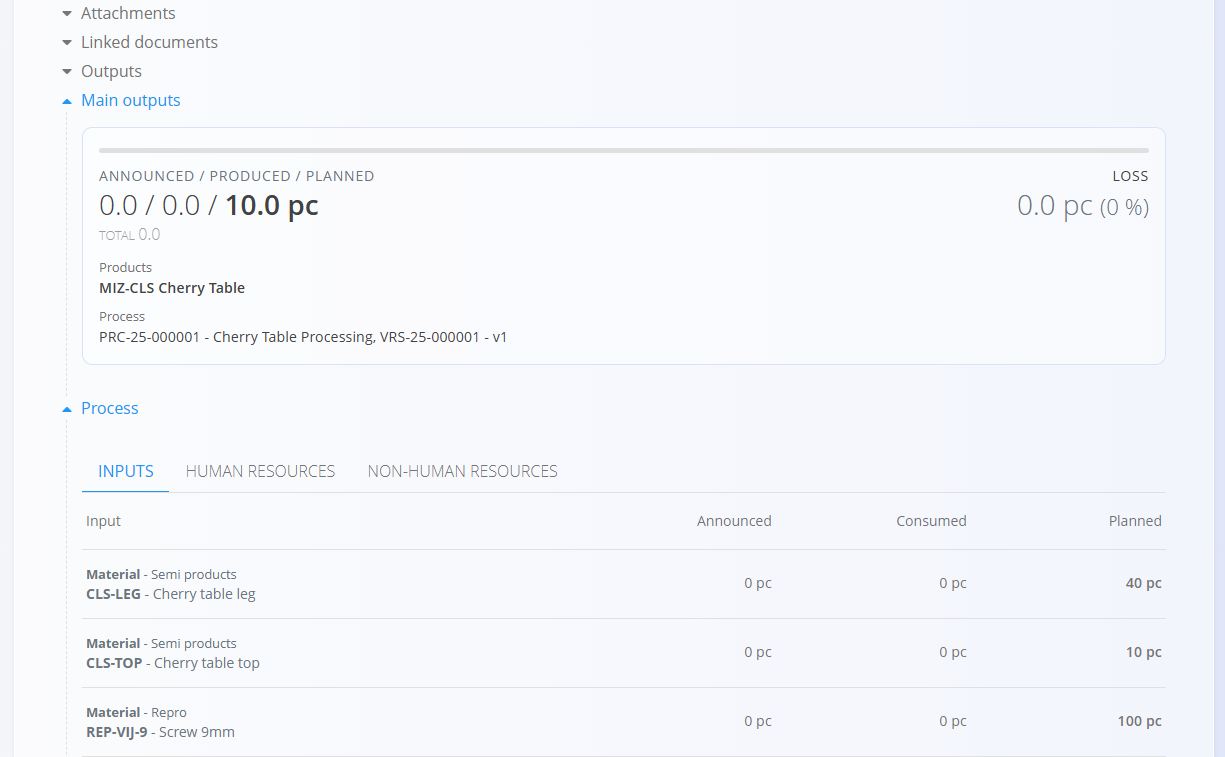 Attachments
Linked documents
Outputs
Main outputs
ANNOUNCED / PRODUCED / PLANNED LOSS
0.0 / 0.0 / 10.0 pc 0.0 pc (0 %)
TOTAL 0.0
Products
MIZ-CLS Cherry Table
Process
PRC-25-000001 - Cherry Table Processing, VRS-25-000001 - v1
Process
INPUTS HUMAN RESOURCES NON-HUMAN RESOURCES
Input Announced Consumed Planned
Material - Semi products
CLS-LEG - Cherry table leg 0 pc 0 pc 40 pc
Material - Semi products
CLS-TOP - Cherry table top 0 pc 0 pc 10 pc
Material - Repro
REP-VIJ-9 - Screw 9mm 0 pc 0 pc 100 pc